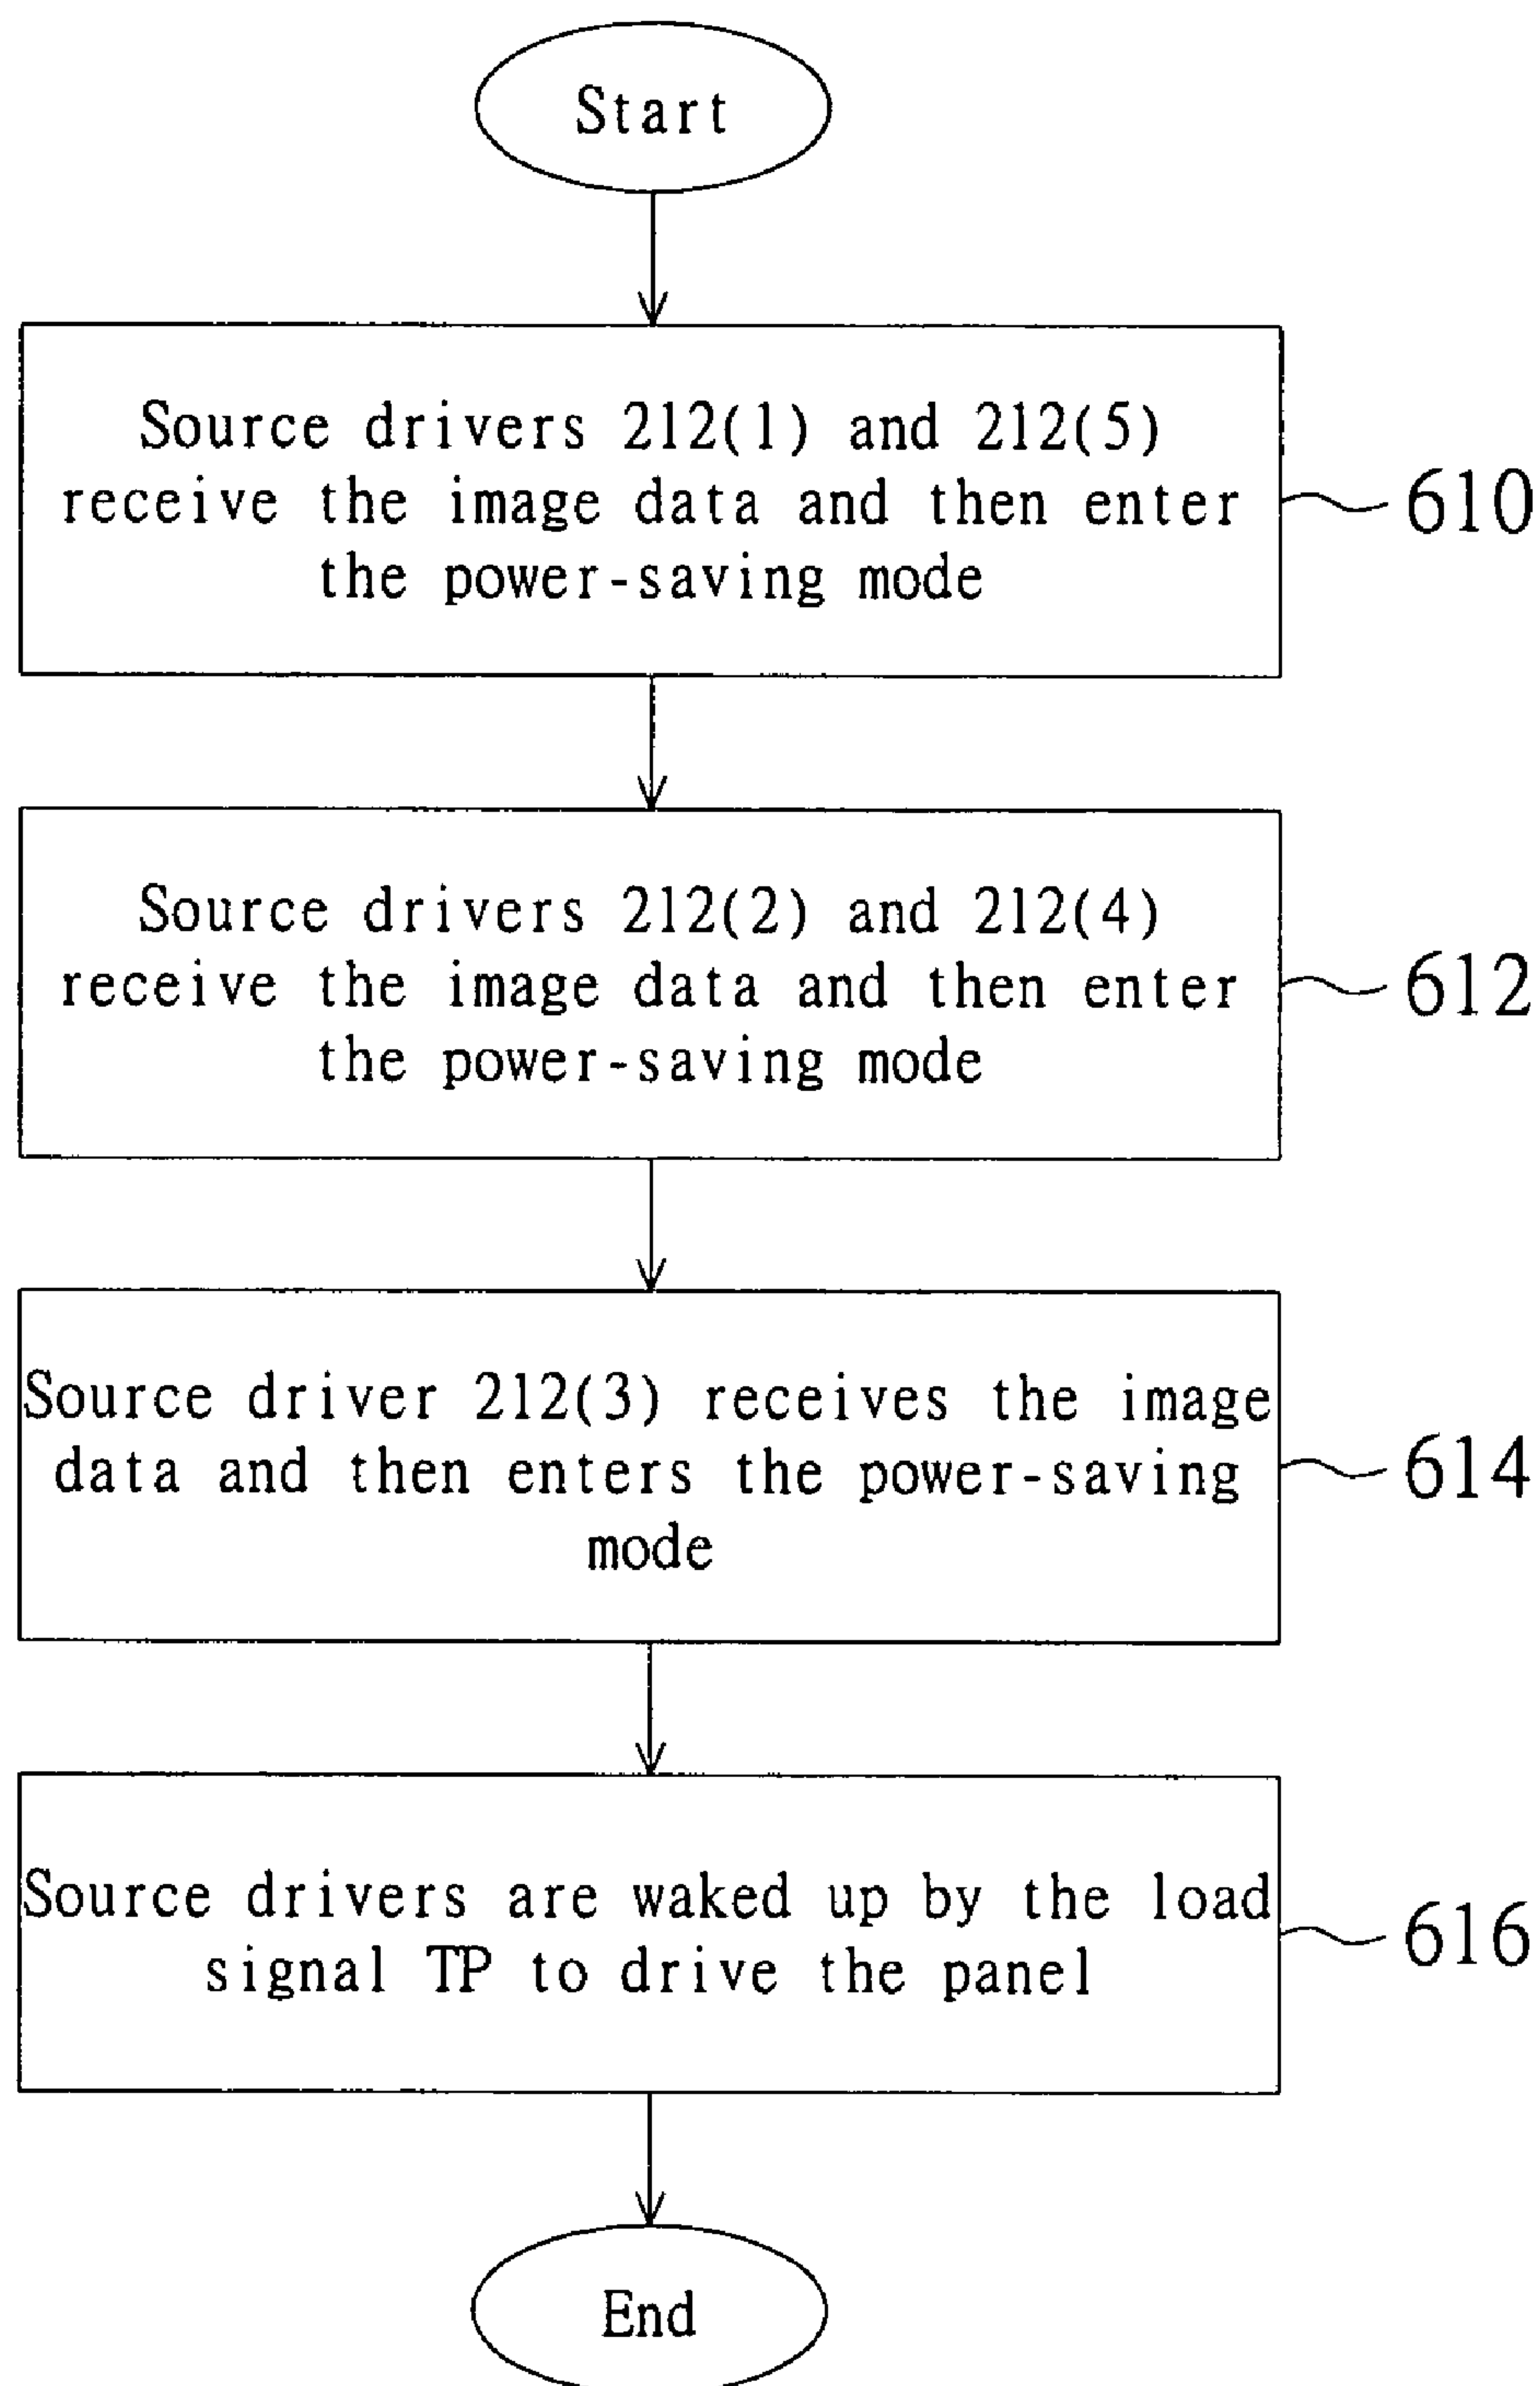 Start
Source drivers 212(1) and 212(5)
receive the image data and then enter
the power-saving mode
610
Source drivers 212(2) and 212(4)
receive the image data and then enter
the power-saving mode
612
Source driver 212(3) receives the image
data and then enters the power-saving
mode
614
Source drivers are waked up by the load
signal TP to drive the panel
616
End